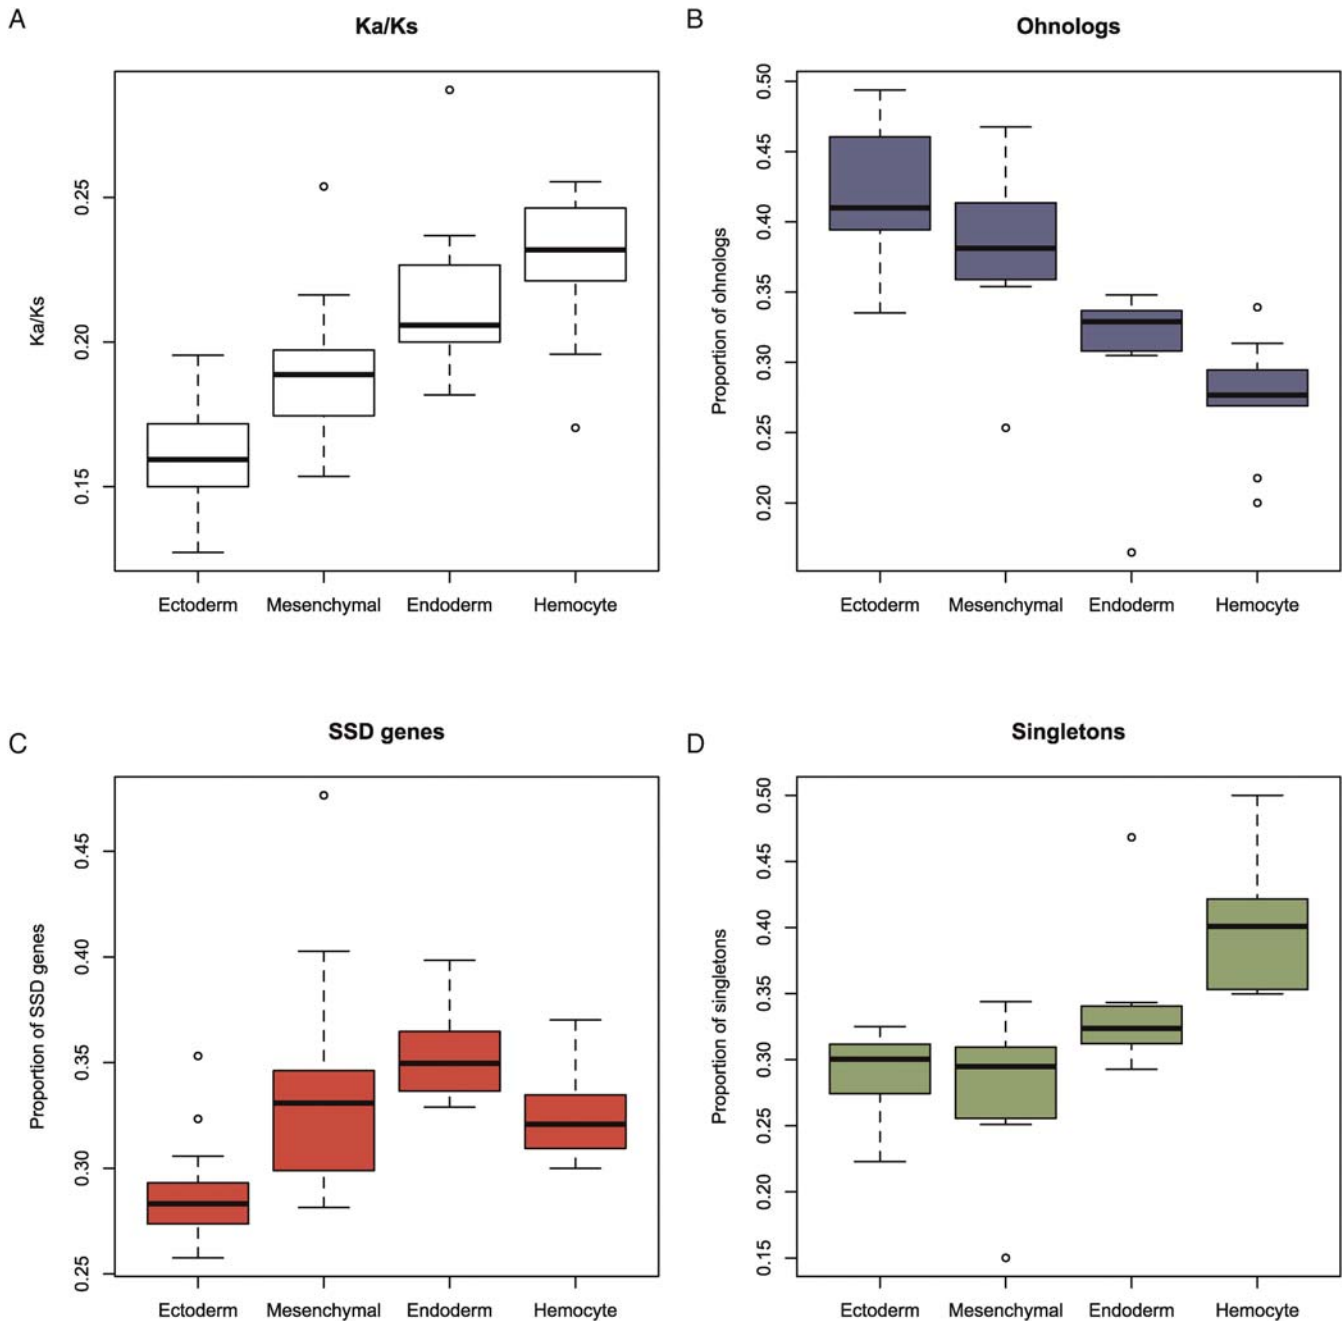 A
Ka/Ks
Ka/Ks
0.25
0.20
0.15
Ectoderm Mesenchymal Endoderm Hemocyte
B
Ohnologs
Proportion of ohnologs
0.50
0.45
0.40
0.35
0.30
0.25
0.20
Ectoderm Mesenchymal Endoderm Hemocyte
C
SSD genes
Proportion of SSD genes
0.45
0.40
0.35
0.30
0.25
Ectoderm Mesenchymal Endoderm Hemocyte
D
Singletons
Proportion of singletons
0.50
0.45
0.40
0.35
0.30
0.25
0.20
0.15
Ectoderm Mesenchymal Endoderm Hemocyte